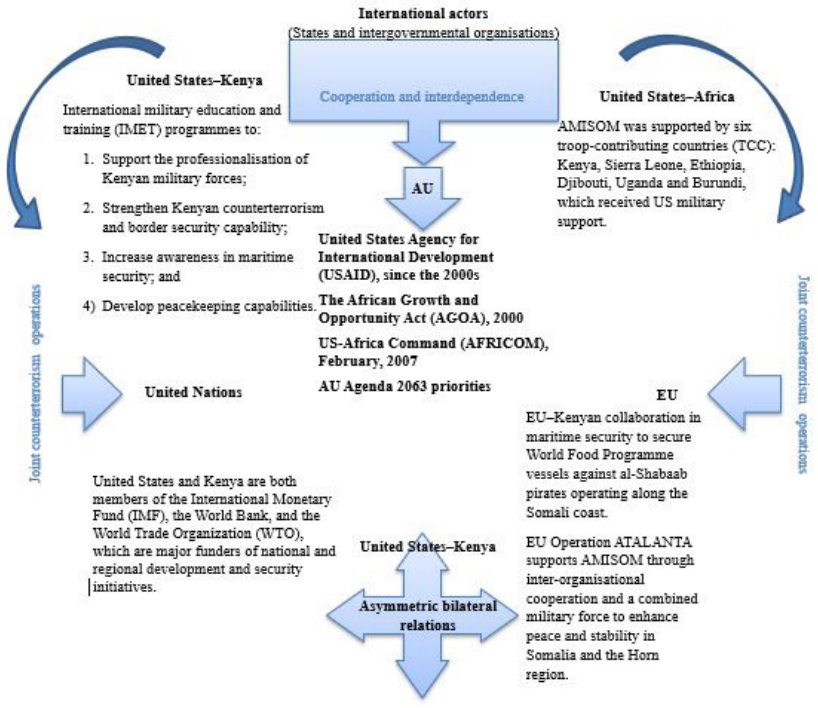 International actors
(States and intergovernmental organisations)
Cooperation and interdependence
United States–Kenya
International military education and
training (IMET) programmes to:
1. Support the professionalisation of
Kenyan military forces;
2. Strengthen Kenyan counterterrorism
and border security capability;
3. Increase awareness in maritime
security; and
4) Develop peacekeeping capabilities.
United States–Africa
AMISOM was supported by six
troop-contributing countries (TCC):
Kenya, Sierra Leone, Ethiopia,
Djibouti, Uganda and Burundi,
which received US military
support.
AU
United States Agency for
International Development
(USAID), since the 2000s
The African Growth and
Opportunity Act (AGOA), 2000
US-Africa Command (AFRICOM),
February, 2007
AU Agenda 2063 priorities
Joint counterterrorism operations
Joint counterterrorism operations
United Nations
United States and Kenya are both
members of the International Monetary
Fund (IMF), the World Bank, and the
World Trade Organization (WTO),
which are major funders of national and
regional development and security
initiatives.
EU
EU–Kenyan collaboration in
maritime security to secure
World Food Programme
vessels against al-Shabaab
pirates operating along the
Somali coast.
EU Operation ATALANTA
supports AMISOM through
inter-organisational
cooperation and a combined
military force to enhance
peace and stability in
Somalia and the Horn
region.
United States–Kenya
Asymmetric bilateral
relations